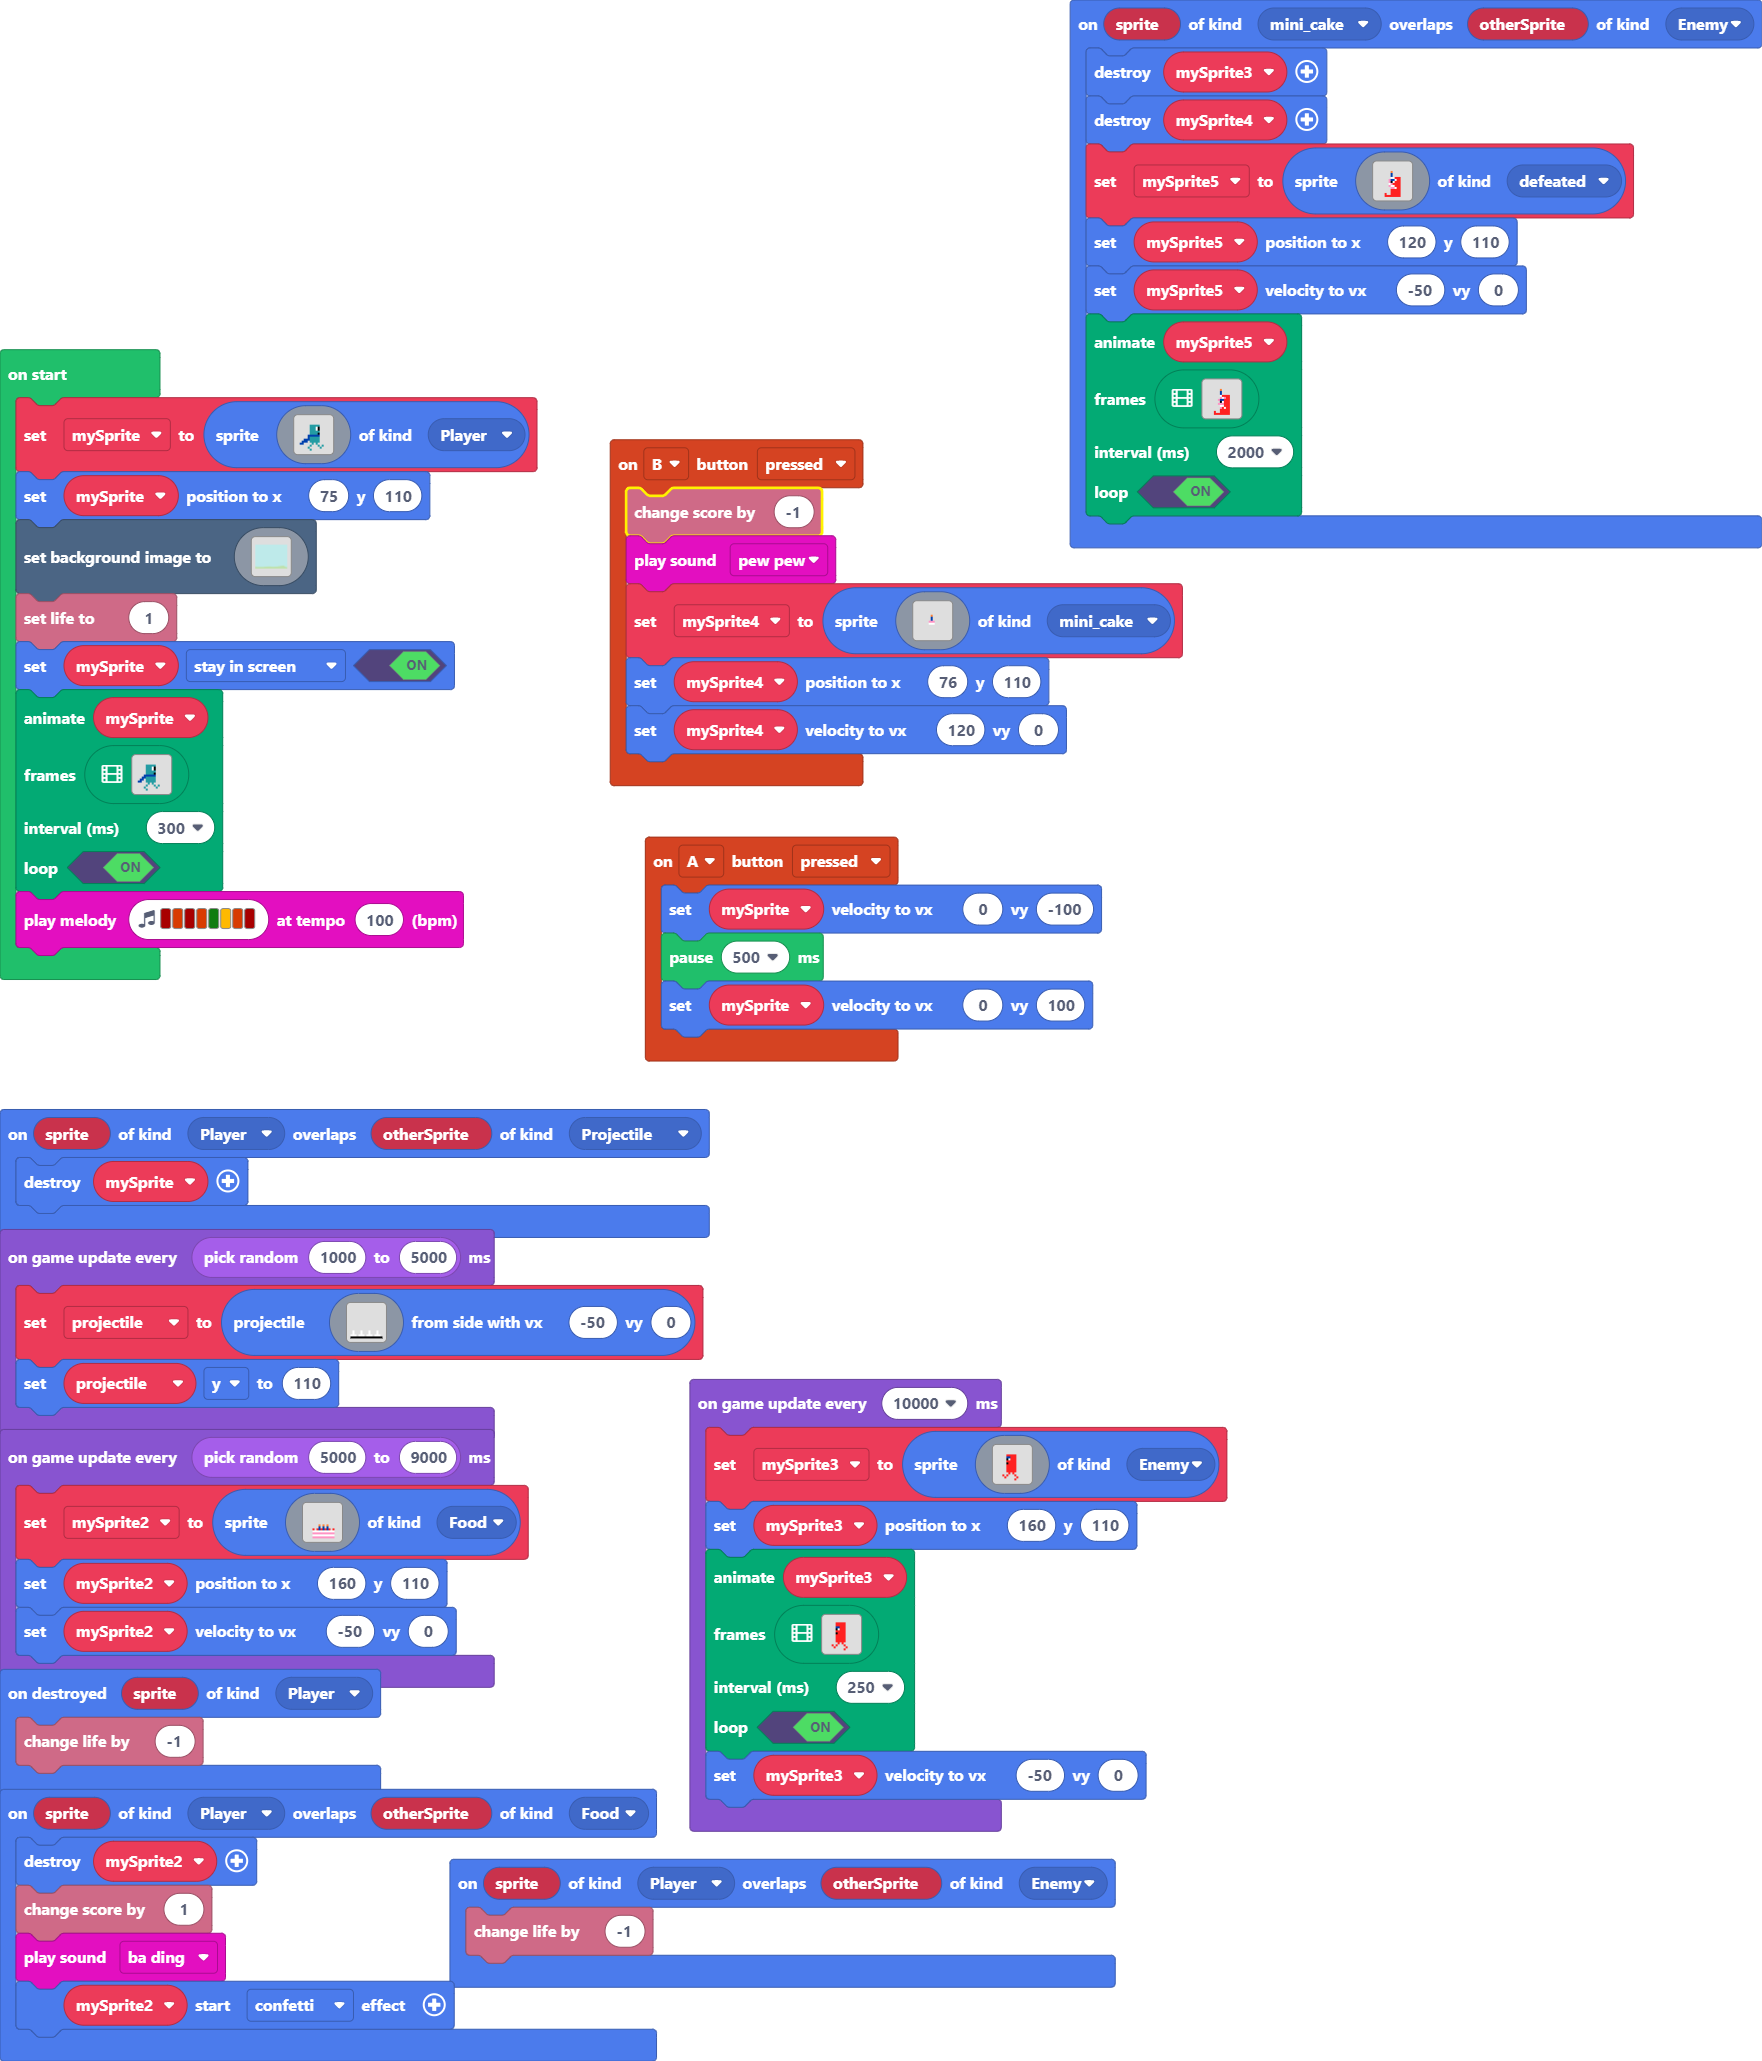 on sprite of kind mini_cake overlaps otherSprite of kind Enemy
destroy mySprite3
destroy mySprite4
set mySprite5 to sprite of kind defeated
set mySprite5 position to x 120 y 110
set mySprite5 velocity to vx -50 vy 0
animate mySprite5
frames
interval (ms) 2000
loop ON
on start
set mySprite to sprite of kind Player
set mySprite position to x 75 y 110
set background image to
set life to 1
set mySprite stay in screen ON
animate mySprite
frames
interval (ms) 300
loop ON
play melody at tempo 100 (bpm)
on B button pressed
change score by -1
play sound pew pew
set mySprite4 to sprite of kind mini_cake
set mySprite4 position to x 76 y 110
set mySprite4 velocity to vx 120 vy 0
on A button pressed
set mySprite velocity to vx 0 vy -100
pause 500 ms
set mySprite velocity to vx 0 vy 100
on sprite of kind Player overlaps otherSprite of kind Projectile
destroy mySprite
on game update every pick random 1000 to 5000 ms
set projectile to projectile from side with vx -50 vy 0
set projectile y to 110
on game update every pick random 5000 to 9000 ms
set mySprite2 to sprite of kind Food
set mySprite2 position to x 160 y 110
set mySprite2 velocity to vx -50 vy 0
on destroyed sprite of kind Player
change life by -1
on sprite of kind Player overlaps otherSprite of kind Food
destroy mySprite2
change score by 1
play sound ba ding
mySprite2 start confetti effect
on game update every 10000 ms
set mySprite3 to sprite of kind Enemy
set mySprite3 position to x 160 y 110
animate mySprite3
frames
interval (ms) 250
loop ON
set mySprite3 velocity to vx -50 vy 0
on sprite of kind Player overlaps otherSprite of kind Enemy
change life by -1